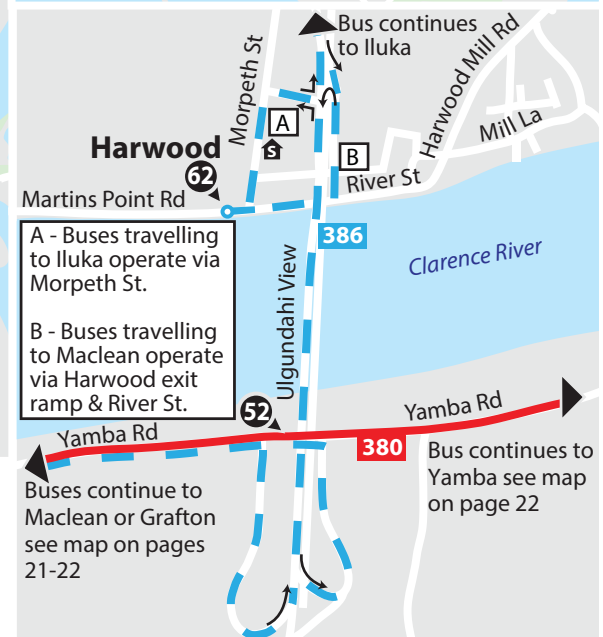 Bus continues
to Iluka
Morpeth St
Harwood Mill Rd
Mill La
A
S
Harwood
62
B
River St
Martins Point Rd
386
A - Buses travelling
to Iluka operate via
Morpeth St.
B - Buses travelling
to Maclean operate
via Harwood exit
ramp & River St.
Ulgundahi View
Clarence River
52
Yamba Rd
Yamba Rd
380
Buses continue to
Maclean or Grafton
see map on pages
21-22
Bus continues to
Yamba see map
on page 22